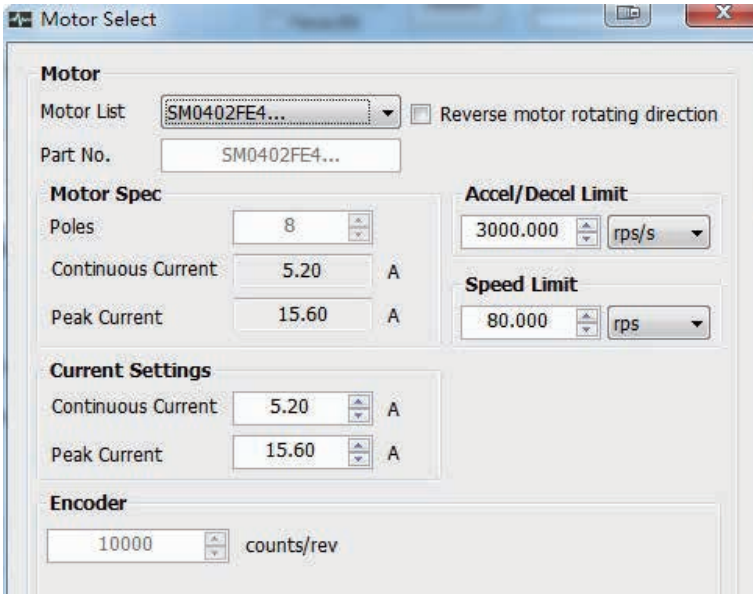 Motor Select
X
Motor
Motor List SM0402FE4... Reverse motor rotating direction
Part No. SM0402FE4...
Motor Spec
Poles 8
Continuous Current 5.20 A
Peak Current 15.60 A
Accel/Decel Limit
3000.000 rps/s
Speed Limit
80.000 rps
Current Settings
Continuous Current 5.20 A
Peak Current 15.60 A
Encoder
10000 counts/rev